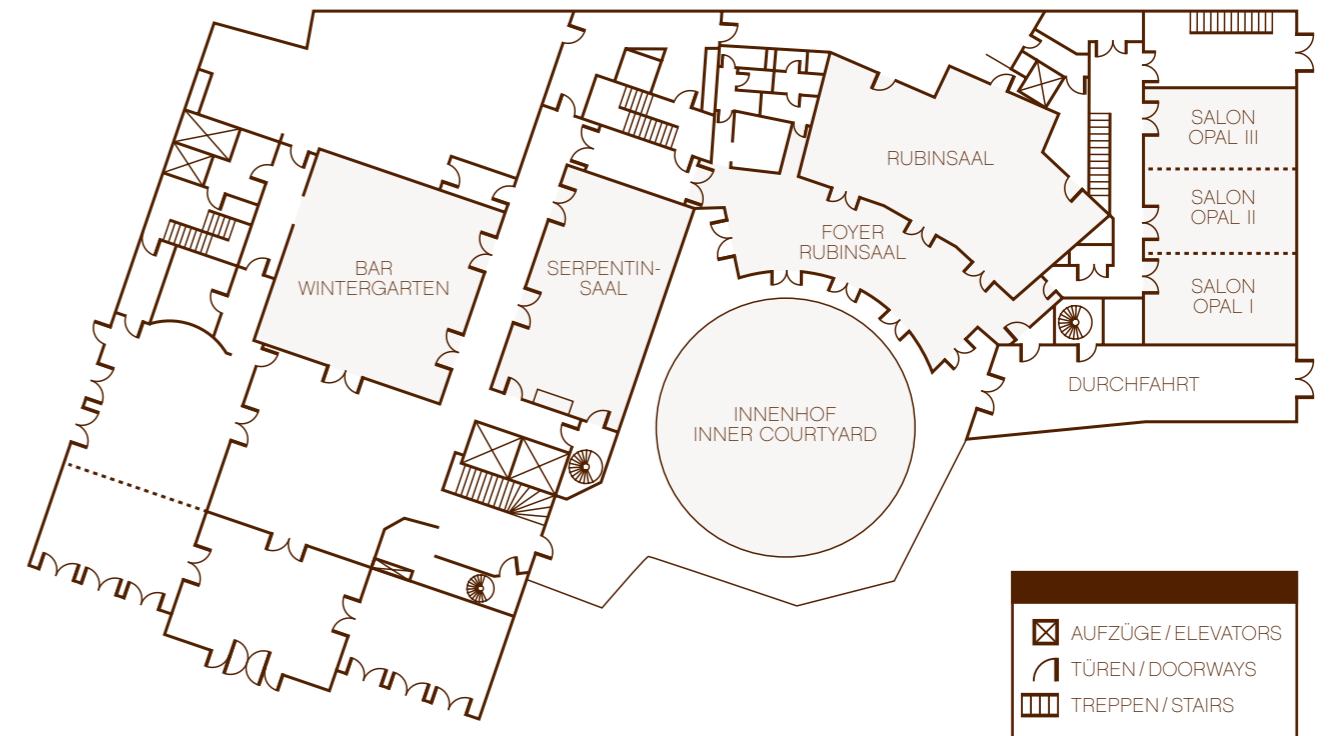 SALON
OPAL III
RUBINSAAL
SALON
OPAL II
FOYER
RUBINSAAL
BAR
WINTERGARTEN
SERPENTIN-
SAAL
SALON
OPAL I
DURCHFAHRT
INNENHOF
INNER COURTYARD
AUFZÜGE / ELEVATORS
TÜREN / DOORWAYS
TREPPEN / STAIRS